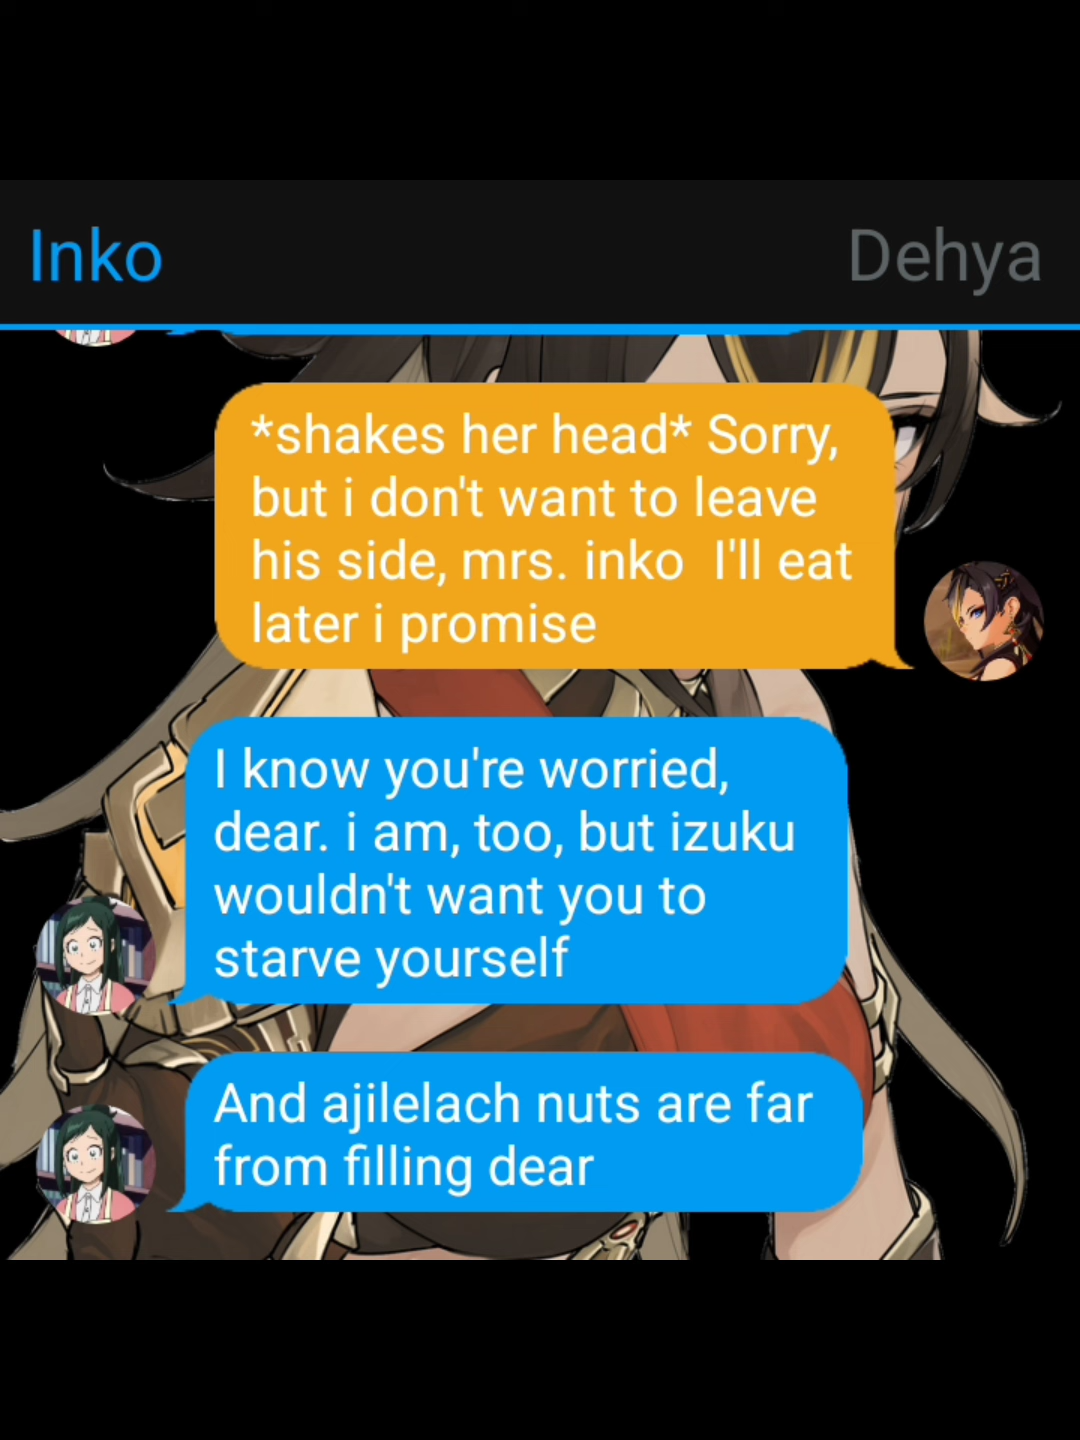 Inko
Dehya
*shakes her head* Sorry,
but i don't want to leave
his side, mrs. inko  I'll eat
later i promise
I know you're worried,
dear. i am, too, but izuku
wouldn't want you to
starve yourself
And ajilelach nuts are far
from filling dear